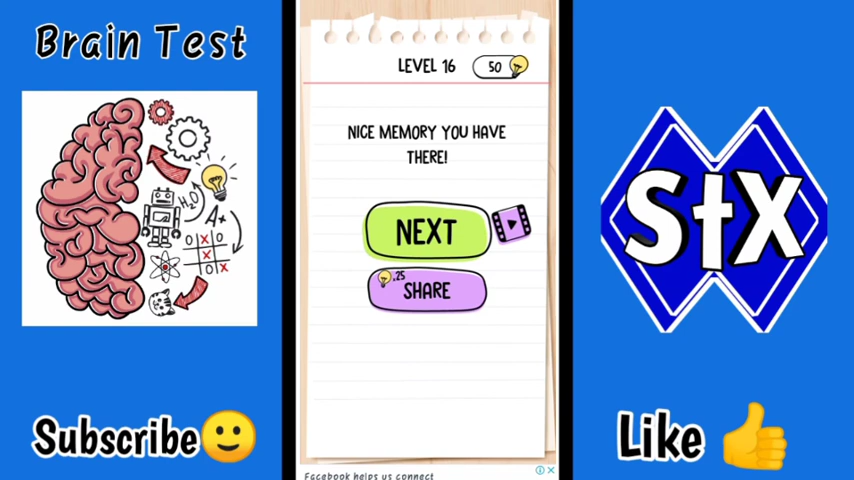 Brain Test
LEVEL 16
50
NICE MEMORY YOU HAVE
THERE!
NEXT
.25
SHARE
H₂O
A+
O X O
X
O X
StX
Subscribe
Like
Facebook helps us connect